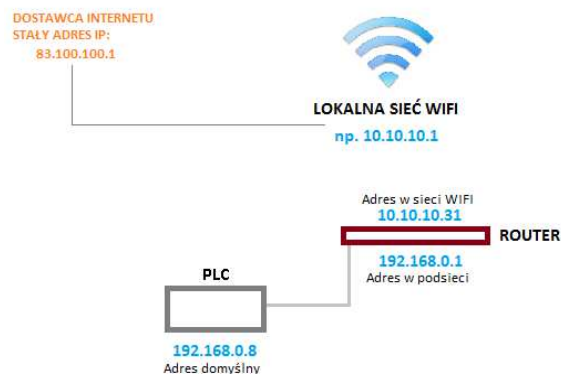 DOSTAWCA INTERNETU
STAŁY ADRES IP:
83.100.100.1
LOKALNA SIEĆ WIFI
np. 10.10.10.1
Adres w sieci WIFI
10.10.10.31
ROUTER
192.168.0.1
Adres w podsieci
PLC
192.168.0.8
Adres domyślny